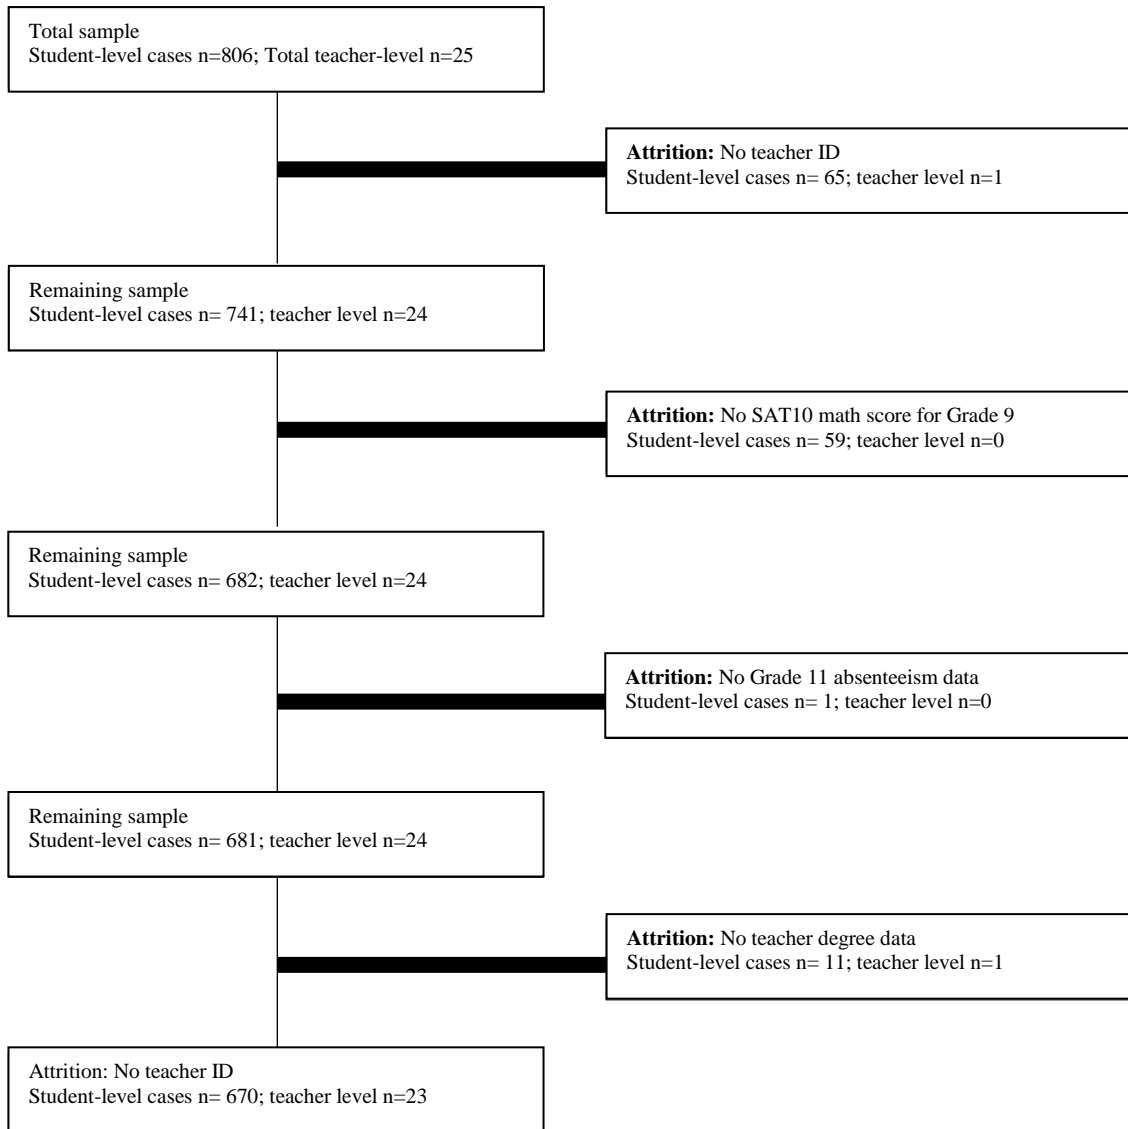 Total sample
Student-level cases n=806; Total teacher-level n=25
Attrition: No teacher ID
Student-level cases n= 65; teacher level n=1
Remaining sample
Student-level cases n= 741; teacher level n=24
Attrition: No SAT10 math score for Grade 9
Student-level cases n= 59; teacher level n=0
Remaining sample
Student-level cases n= 682; teacher level n=24
Attrition: No Grade 11 absenteeism data
Student-level cases n= 1; teacher level n=0
Remaining sample
Student-level cases n= 681; teacher level n=24
Attrition: No teacher degree data
Student-level cases n= 11; teacher level n=1
Attrition: No teacher ID
Student-level cases n= 670; teacher level n=23